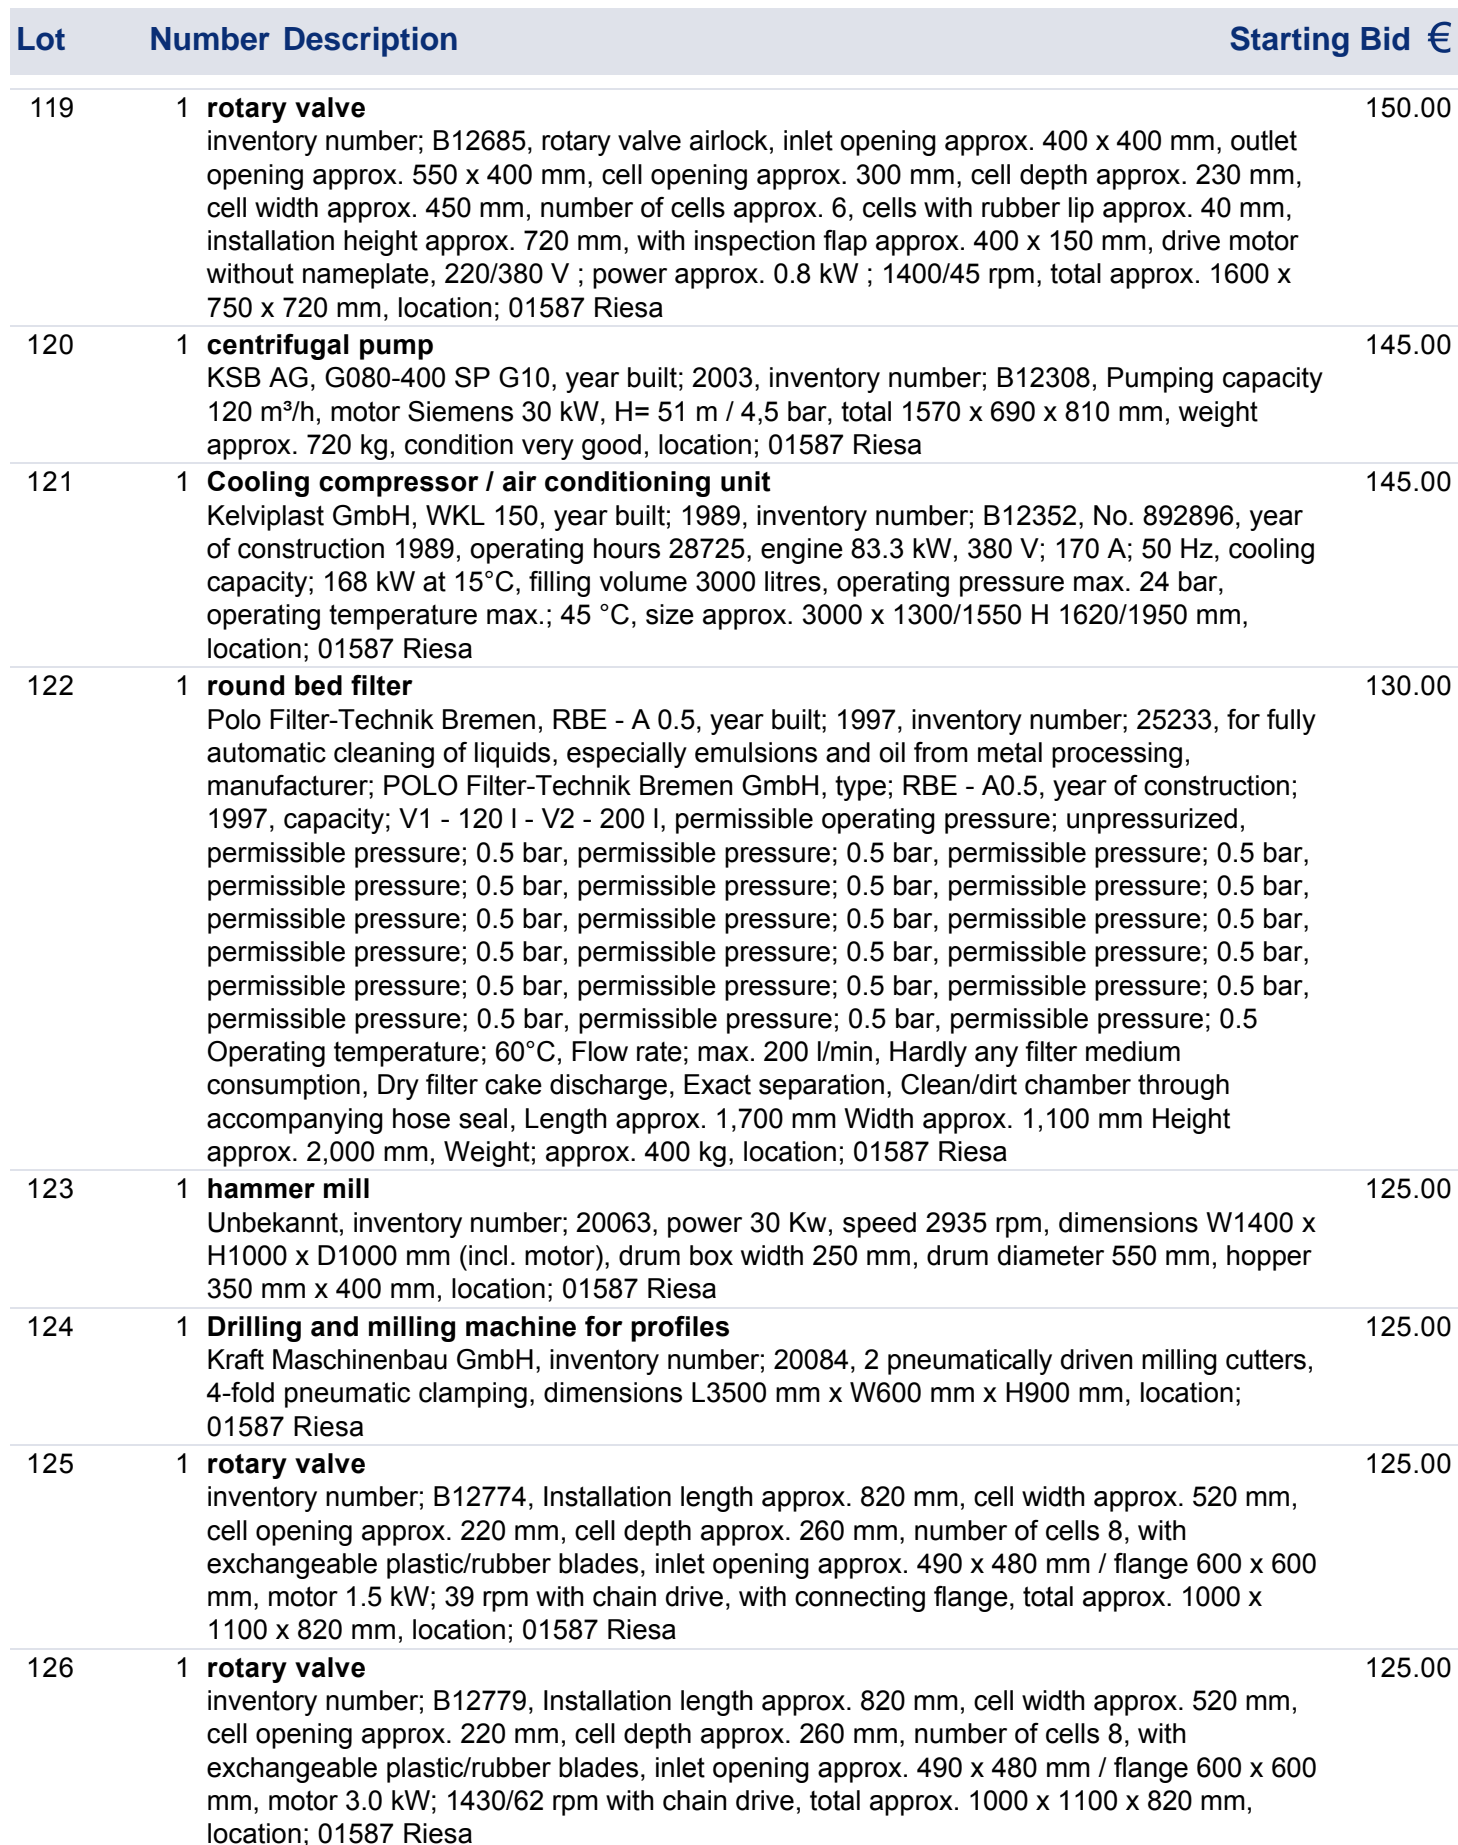 Lot Number Description Starting Bid €
119 1 rotary valve 150.00
inventory number; B12685, rotary valve airlock, inlet opening approx. 400 x 400 mm, outlet
opening approx. 550 x 400 mm, cell opening approx. 300 mm, cell depth approx. 230 mm,
cell width approx. 450 mm, number of cells approx. 6, cells with rubber lip approx. 40 mm,
installation height approx. 720 mm, with inspection flap approx. 400 x 150 mm, drive motor
without nameplate, 220/380 V ; power approx. 0.8 kW ; 1400/45 rpm, total approx. 1600 x
750 x 720 mm, location; 01587 Riesa
120 1 centrifugal pump 145.00
KSB AG, G080-400 SP G10, year built; 2003, inventory number; B12308, Pumping capacity
120 m³/h, motor Siemens 30 kW, H= 51 m / 4,5 bar, total 1570 x 690 x 810 mm, weight
approx. 720 kg, condition very good, location; 01587 Riesa
121 1 Cooling compressor / air conditioning unit 145.00
Kelviplast GmbH, WKL 150, year built; 1989, inventory number; B12352, No. 892896, year
of construction 1989, operating hours 28725, engine 83.3 kW, 380 V; 170 A; 50 Hz, cooling
capacity; 168 kW at 15°C, filling volume 3000 litres, operating pressure max. 24 bar,
operating temperature max.; 45 °C, size approx. 3000 x 1300/1550 H 1620/1950 mm,
location; 01587 Riesa
122 1 round bed filter 130.00
Polo Filter-Technik Bremen, RBE - A 0.5, year built; 1997, inventory number; 25233, for fully
automatic cleaning of liquids, especially emulsions and oil from metal processing,
manufacturer; POLO Filter-Technik Bremen GmbH, type; RBE - A0.5, year of construction;
1997, capacity; V1 - 120 l - V2 - 200 l, permissible operating pressure; unpressurized,
permissible pressure; 0.5 bar, permissible pressure; 0.5 bar, permissible pressure; 0.5 bar,
permissible pressure; 0.5 bar, permissible pressure; 0.5 bar, permissible pressure; 0.5 bar,
permissible pressure; 0.5 bar, permissible pressure; 0.5 bar, permissible pressure; 0.5 bar,
permissible pressure; 0.5 bar, permissible pressure; 0.5 bar, permissible pressure; 0.5 bar,
permissible pressure; 0.5 bar, permissible pressure; 0.5 bar, permissible pressure; 0.5 bar,
permissible pressure; 0.5 bar, permissible pressure; 0.5 bar, permissible pressure; 0.5
Operating temperature; 60°C, Flow rate; max. 200 l/min, Hardly any filter medium
consumption, Dry filter cake discharge, Exact separation, Clean/dirt chamber through
accompanying hose seal, Length approx. 1,700 mm Width approx. 1,100 mm Height
approx. 2,000 mm, Weight; approx. 400 kg, location; 01587 Riesa
123 1 hammer mill 125.00
Unbekannt, inventory number; 20063, power 30 Kw, speed 2935 rpm, dimensions W1400 x
H1000 x D1000 mm (incl. motor), drum box width 250 mm, drum diameter 550 mm, hopper
350 mm x 400 mm, location; 01587 Riesa
124 1 Drilling and milling machine for profiles 125.00
Kraft Maschinenbau GmbH, inventory number; 20084, 2 pneumatically driven milling cutters,
4-fold pneumatic clamping, dimensions L3500 mm x W600 mm x H900 mm, location;
01587 Riesa
125 1 rotary valve 125.00
inventory number; B12774, Installation length approx. 820 mm, cell width approx. 520 mm,
cell opening approx. 220 mm, cell depth approx. 260 mm, number of cells 8, with
exchangeable plastic/rubber blades, inlet opening approx. 490 x 480 mm / flange 600 x 600
mm, motor 1.5 kW; 39 rpm with chain drive, with connecting flange, total approx. 1000 x
1100 x 820 mm, location; 01587 Riesa
126 1 rotary valve 125.00
inventory number; B12779, Installation length approx. 820 mm, cell width approx. 520 mm,
cell opening approx. 220 mm, cell depth approx. 260 mm, number of cells 8, with
exchangeable plastic/rubber blades, inlet opening approx. 490 x 480 mm / flange 600 x 600
mm, motor 3.0 kW; 1430/62 rpm with chain drive, total approx. 1000 x 1100 x 820 mm,
location; 01587 Riesa